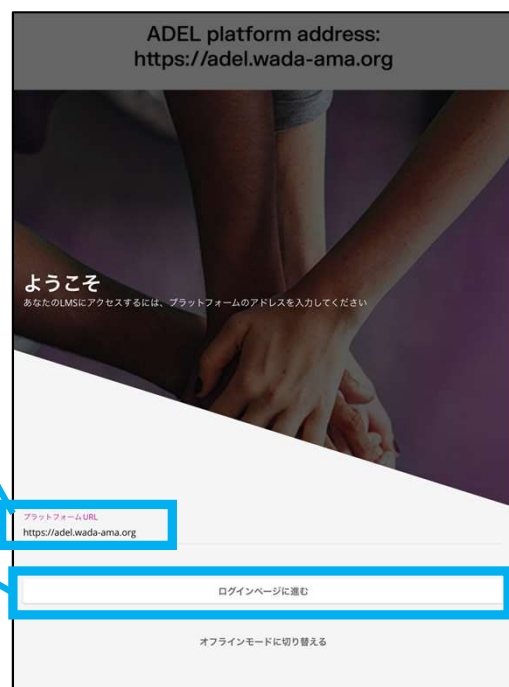 ADEL platform address:
https://adel.wada-ama.org
ようこそ
あなたのLMSにアクセスするには、プラットフォームのアドレスを入力してください
プラットフォームURL
https://adel.wada-ama.org
ログインページに進む
オフラインモードに切り替える